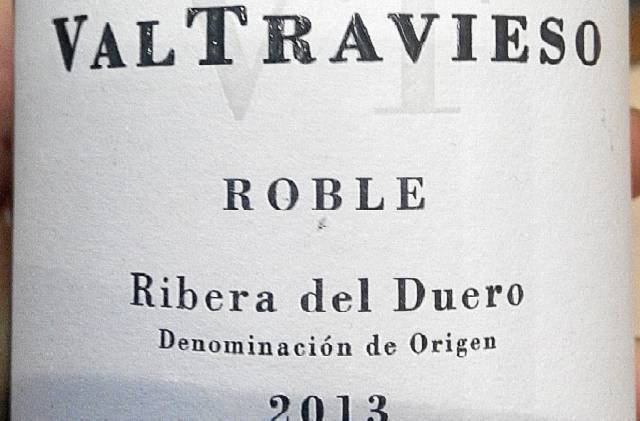 VALTRAVIESO
ROBLE
Ribera del Duero
Denominación de Origen
2013